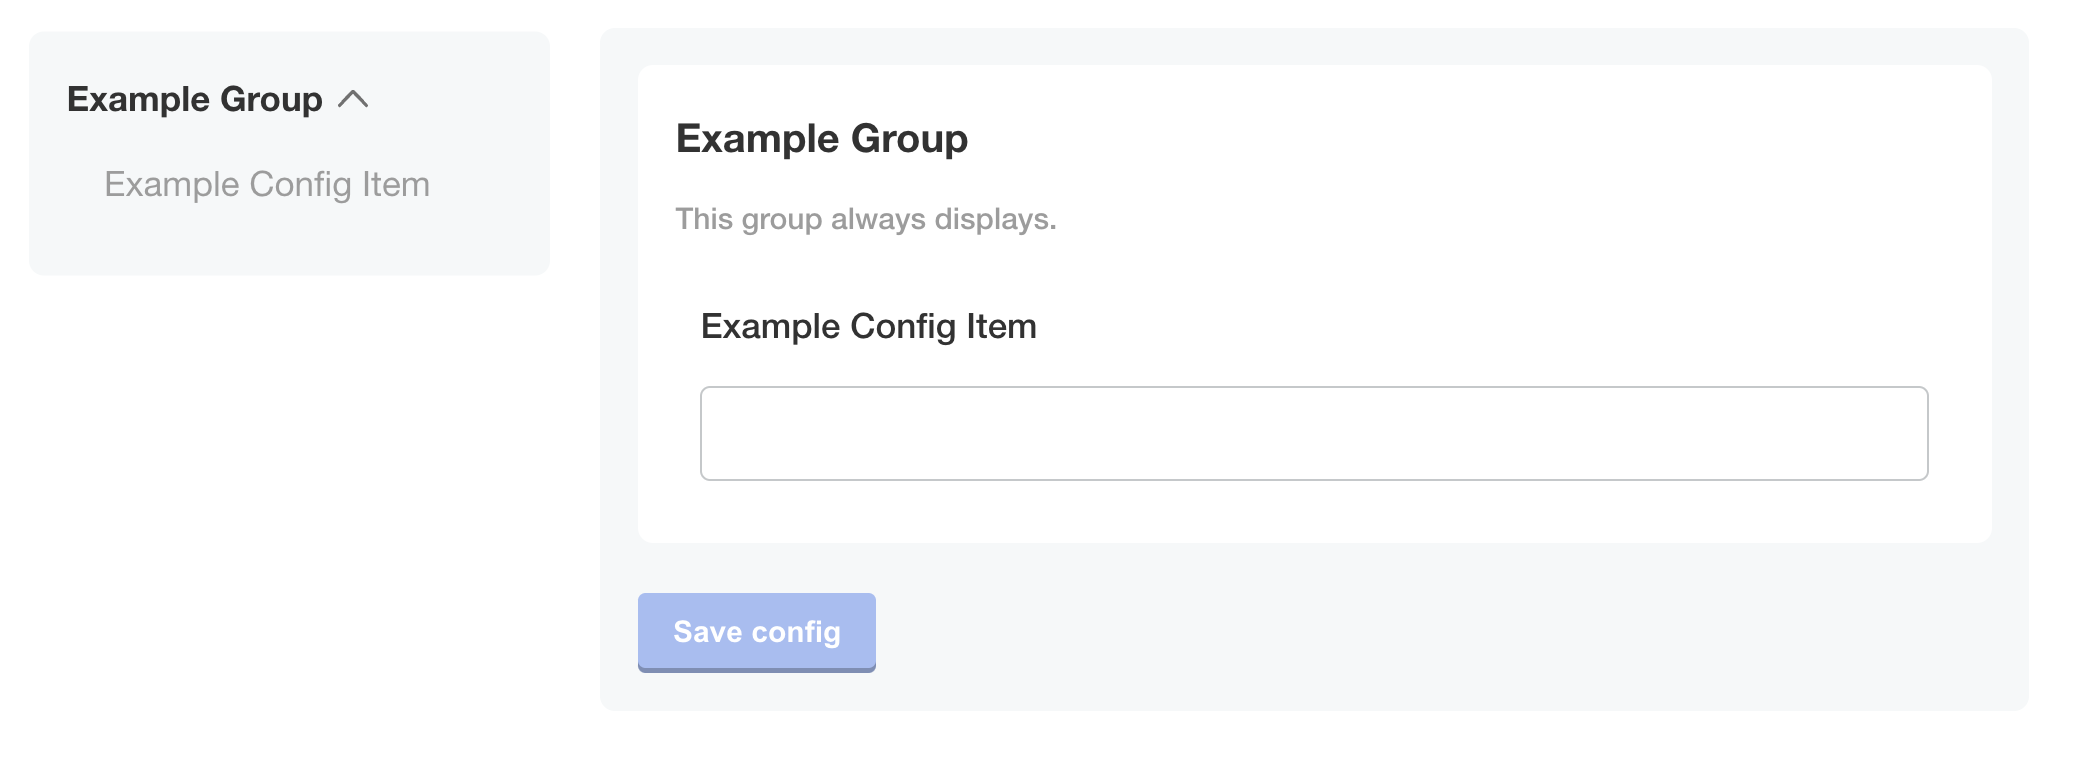 Example Group
Example Config Item
Example Group
This group always displays.
Example Config Item
Save config